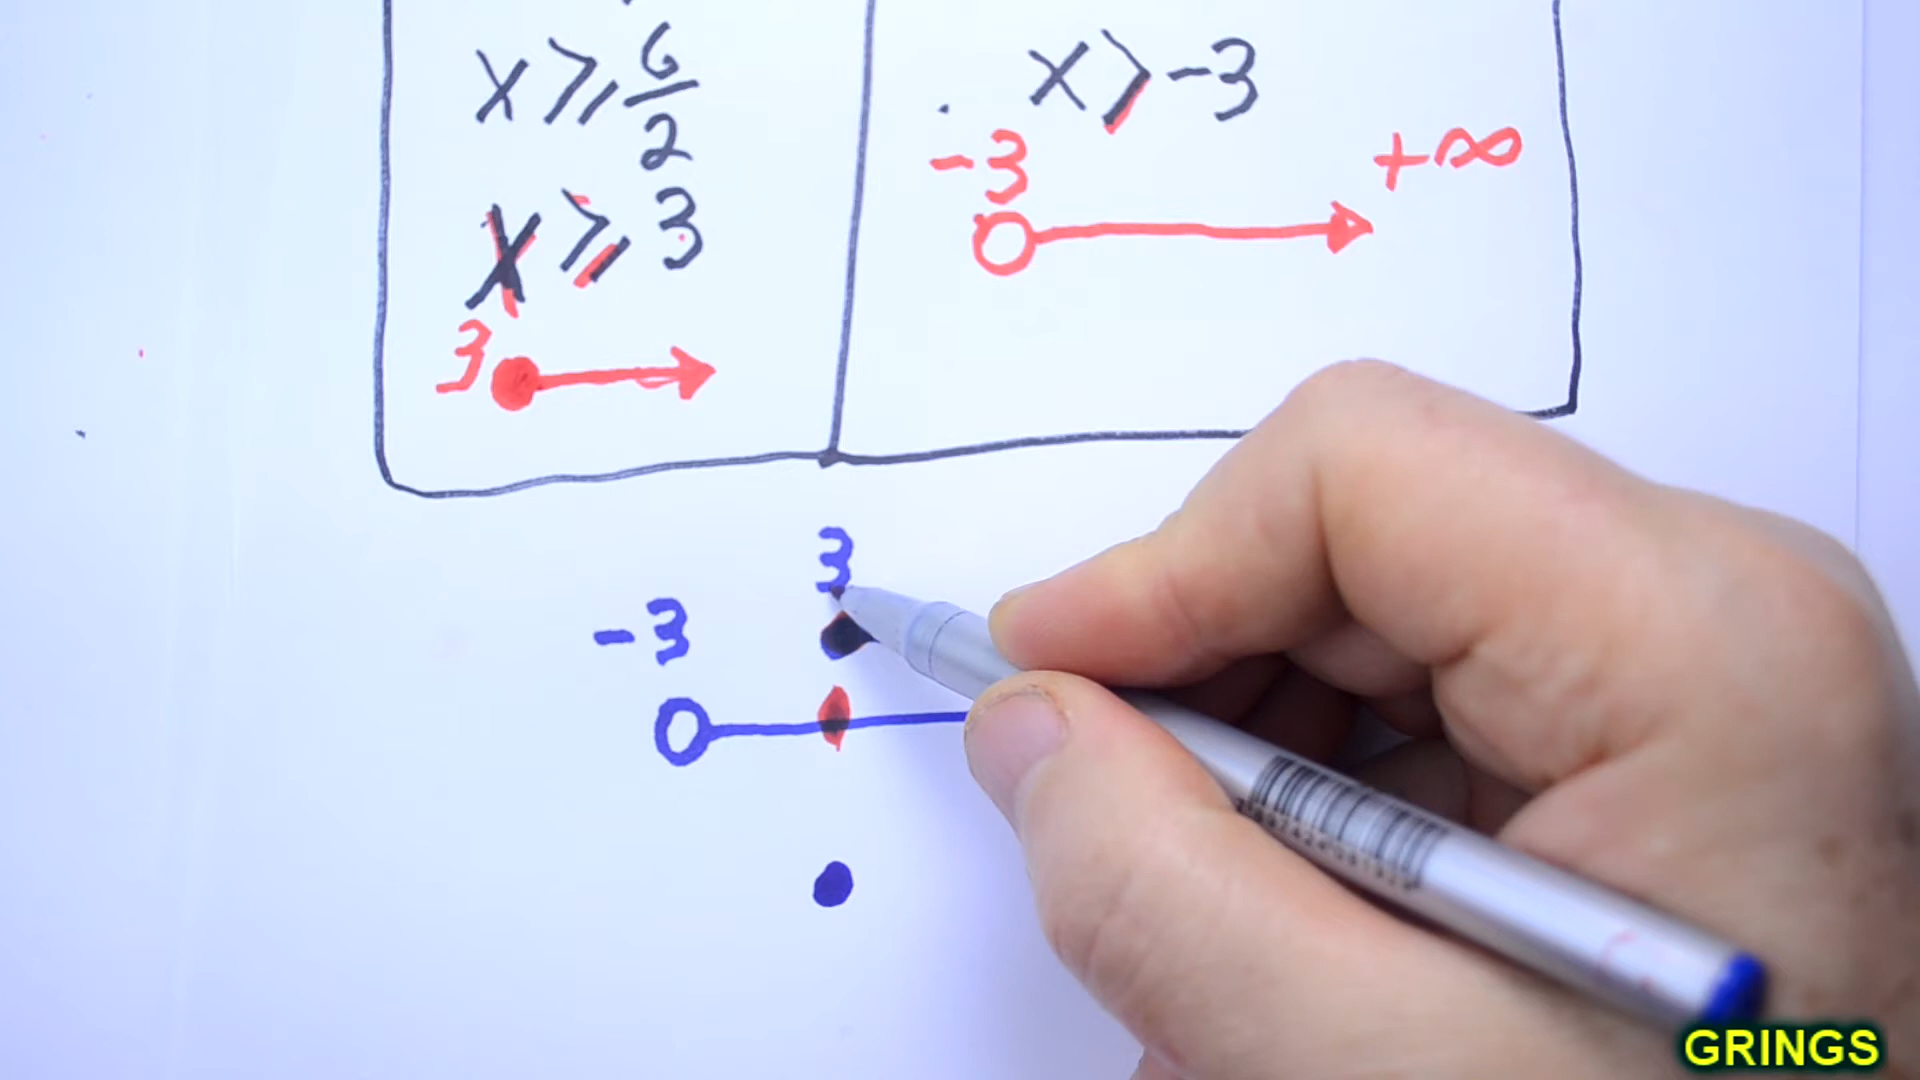 x ⩾ 6/2
x ⩾ 3
3
x > -3
-3 +∞
3
-3
GRINGS